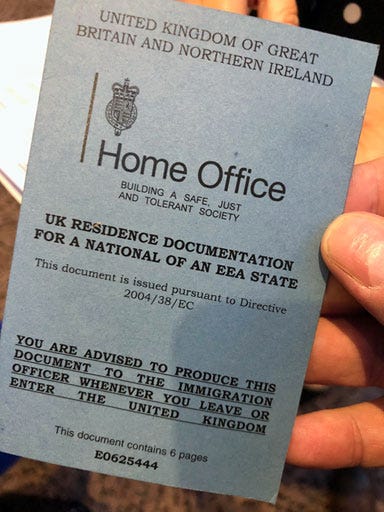 UNITED KINGDOM OF GREAT
BRITAIN AND NORTHERN IRELAND
Home Office
BUILDING A SAFE, JUST
AND TOLERANT SOCIETY
UK RESIDENCE DOCUMENTATION
FOR A NATIONAL OF AN EEA STATE
This document is issued pursuant to Directive
2004/38/EC
YOU ARE ADVISED TO PRODUCE THIS
DOCUMENT TO THE IMMIGRATION
OFFICER WHENEVER YOU LEAVE OR
ENTER THE UNITED KINGDOM
This document contains 6 pages
E0625444